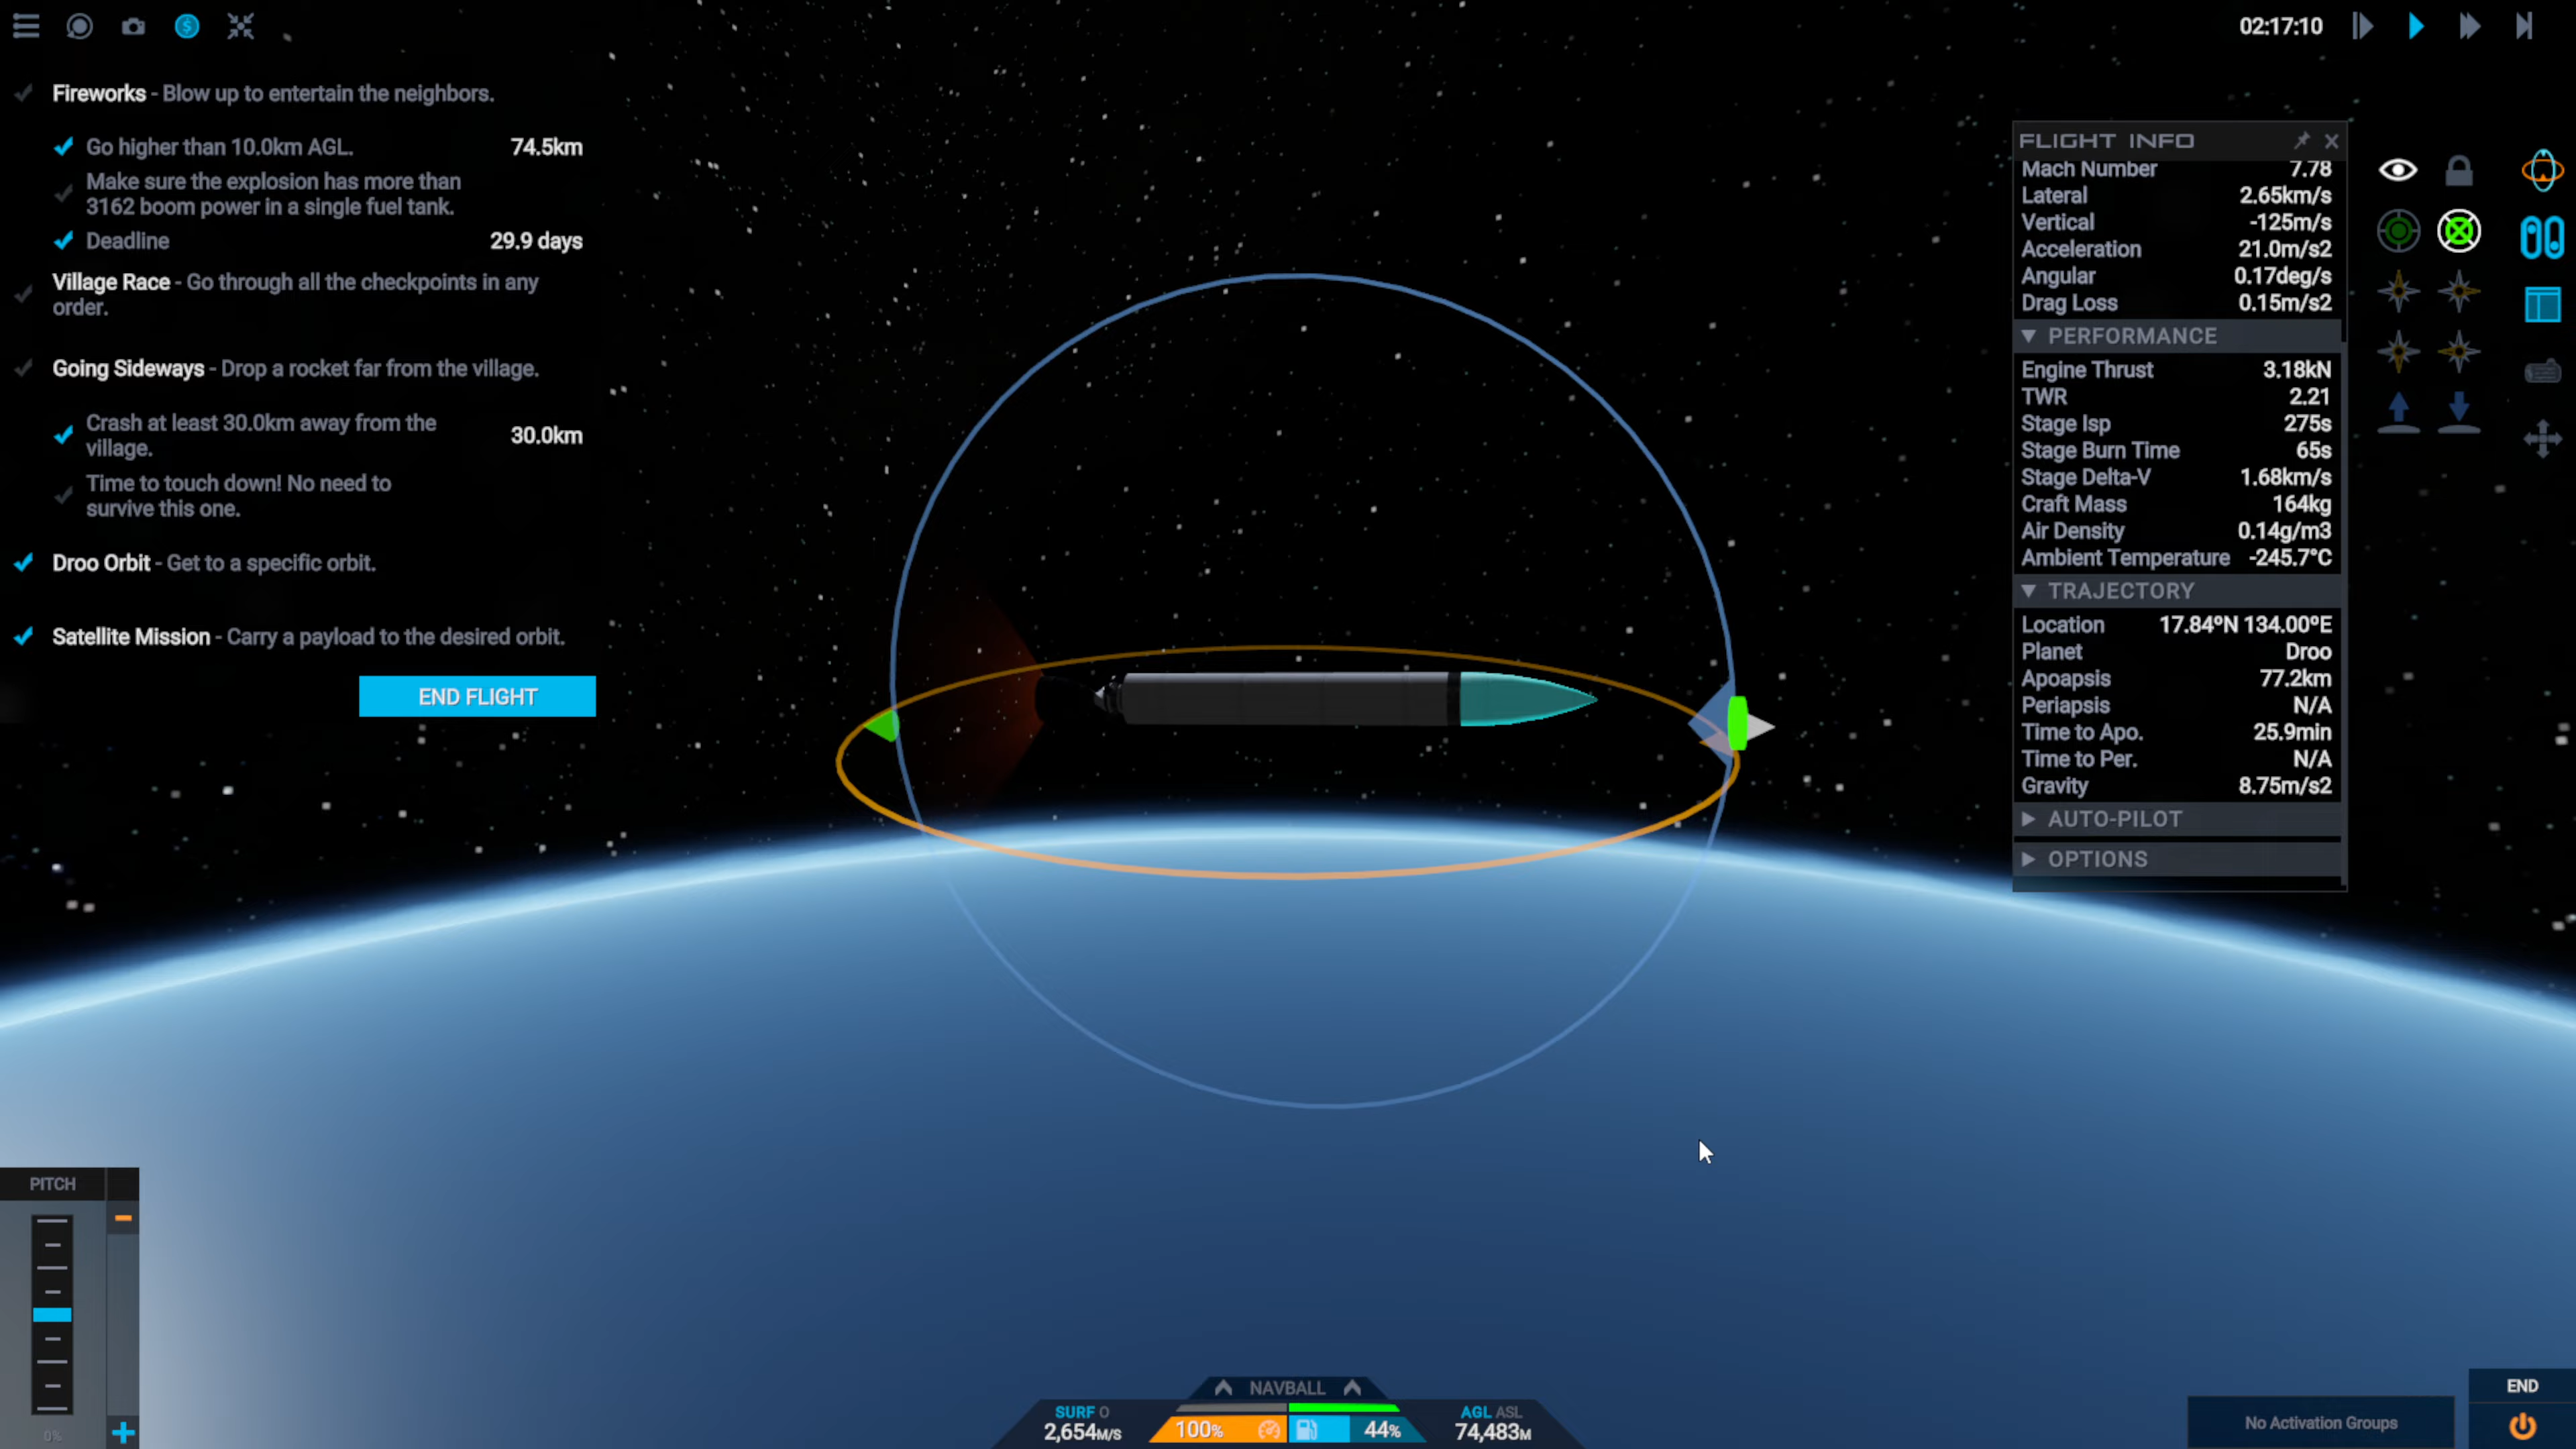 02:17:10
Fireworks - Blow up to entertain the neighbors.
Go higher than 10.0km AGL. 74.5km
Make sure the explosion has more than
3162 boom power in a single fuel tank.
Deadline 29.9 days
Village Race - Go through all the checkpoints in any
order.
Going Sideways - Drop a rocket far from the village.
Crash at least 30.0km away from the
village. 30.0km
Time to touch down! No need to
survive this one.
Droo Orbit - Get to a specific orbit.
Satellite Mission - Carry a payload to the desired orbit.
END FLIGHT
FLIGHT INFO
Mach Number 7.78
Lateral 2.65km/s
Vertical -125m/s
Acceleration 21.0m/s2
Angular 0.17deg/s
Drag Loss 0.15m/s2
PERFORMANCE
Engine Thrust 3.18kN
TWR 2.21
Stage Isp 275s
Stage Burn Time 65s
Stage Delta-V 1.68km/s
Craft Mass 164kg
Air Density 0.14g/m3
Ambient Temperature -245.7°C
TRAJECTORY
Location 17.84ºN 134.00ºE
Planet Droo
Apoapsis 77.2km
Periapsis N/A
Time to Apo. 25.9min
Time to Per. N/A
Gravity 8.75m/s2
AUTO-PILOT
OPTIONS
PITCH
0%
NAVBALL
SURF O
2,654M/S
100%
44%
AGL ASL
74,483M
No Activation Groups
END